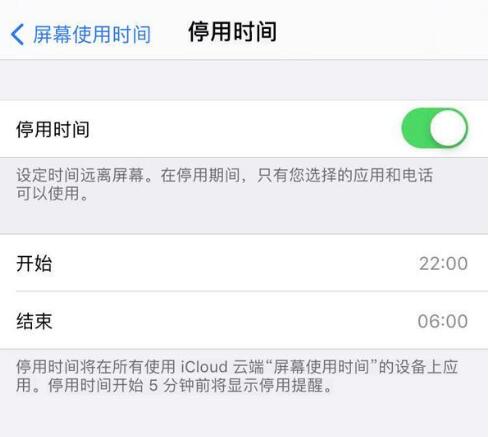 屏幕使用时间 停用时间
停用时间
设定时间远离屏幕。在停用期间，只有您选择的应用和电话
可以使用。
开始 22:00
结束 06:00
停用时间将在所有使用 iCloud 云端“屏幕使用时间”的设备上应
用。停用时间开始 5 分钟前将显示停用提醒。